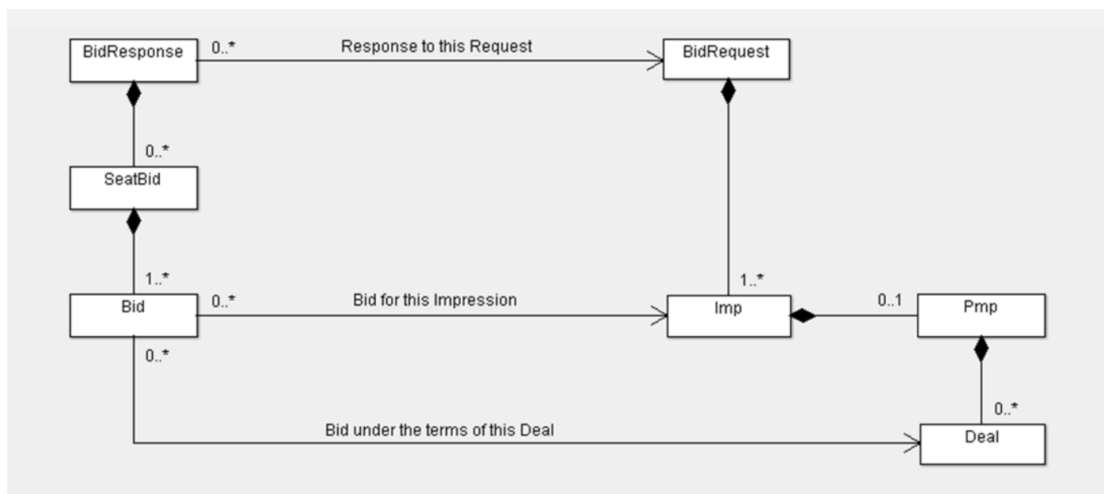 BidResponse
0..*
Response to this Request
BidRequest
0..*
SeatBid
1..*
1..*
Bid
0..*
Bid for this Impression
Imp
0..1
Pmp
0..*
0..*
Bid under the terms of this Deal
Deal